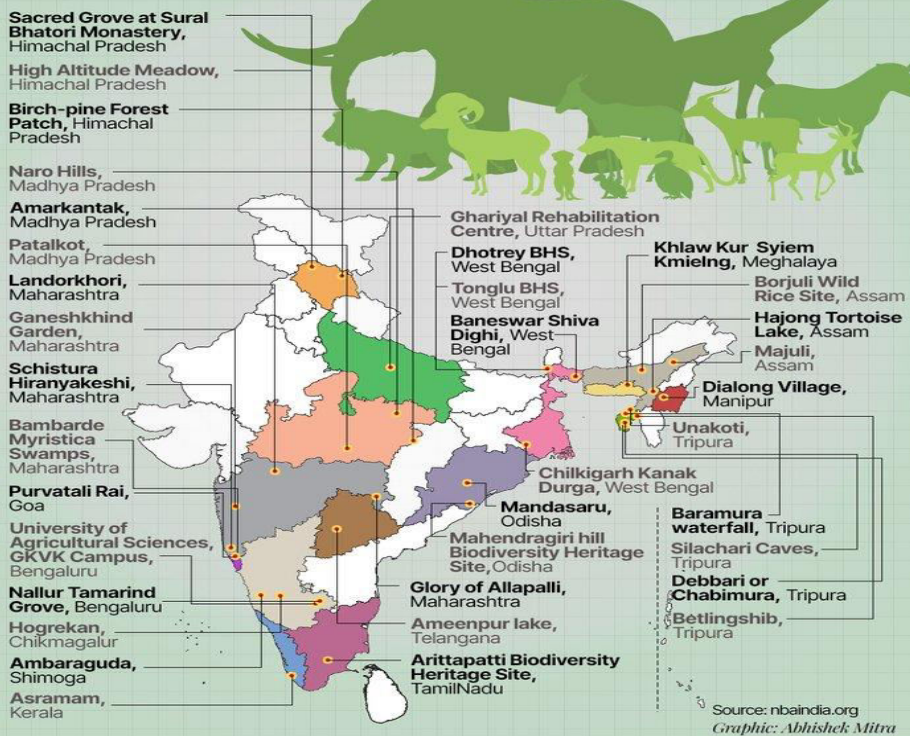 Sacred Grove at Sural
Bhatori Monastery,
Himachal Pradesh
High Altitude Meadow,
Himachal Pradesh
Birch-pine Forest
Patch, Himachal
Pradesh
Naro Hills,
Madhya Pradesh
Amarkantak,
Madhya Pradesh
Patalkot,
Madhya Pradesh
Landorkhori,
Maharashtra
Ganeshkhind
Garden,
Maharashtra
Schistura
Hiranyakeshi,
Maharashtra
Bambarde
Myristica
Swamps,
Maharashtra
Purvatali Rai,
Goa
University of
Agricultural Sciences,
GKVK Campus,
Bengaluru
Nallur Tamarind
Grove, Bengaluru
Hogrekan,
Chikmagalur
Ambaraguda,
Shimoga
Asramam,
Kerala
Ghariyal Rehabilitation
Centre, Uttar Pradesh
Dhotrey BHS,
West Bengal
Tonglu BHS,
West Bengal
Baneswar Shiva
Dighi, West
Bengal
Khlaw Kur Syiem
Kmielng, Meghalaya
Borjuli Wild
Rice Site, Assam
Hajong Tortoise
Lake, Assam
Majuli,
Assam
Dialong Village,
Manipur
Unakoti,
Tripura
Chilkigarh Kanak
Durga, West Bengal
Mandasaru,
Odisha
Mahendragiri hill
Biodiversity Heritage
Site,Odisha
Glory of Allapalli,
Maharashtra
Ameenpur lake,
Telangana
Arittapatti Biodiversity
Heritage Site,
TamilNadu
Baramura
waterfall, Tripura
Silachari Caves,
Tripura
Debbari or
Chabimura, Tripura
Betlingshib,
Tripura
Source: nbaindia.org
Graphic: Abhishek Mitra